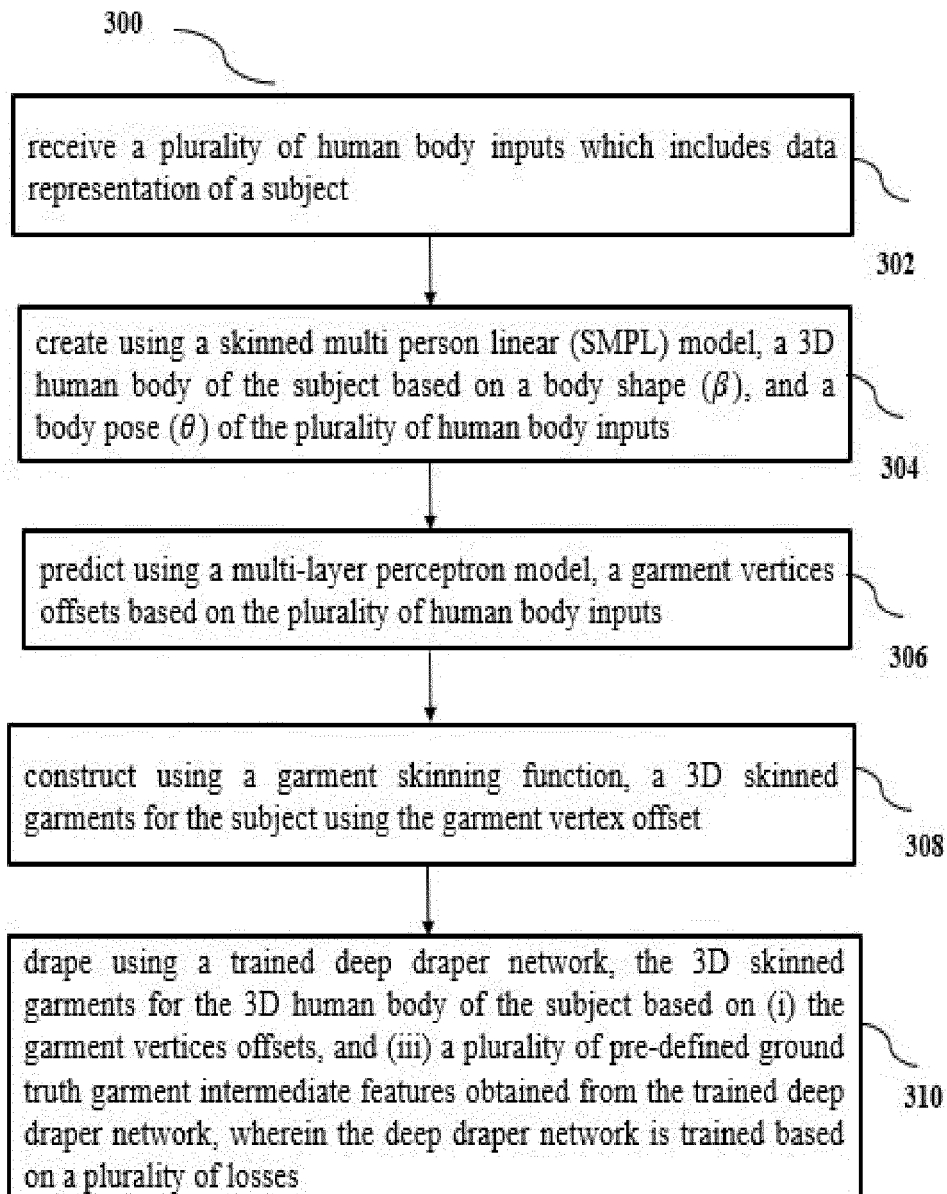 300
receive a plurality of human body inputs which includes data
representation of a subject
302
create using a skinned multi person linear (SMPL) model, a 3D
human body of the subject based on a body shape (β), and a
body pose (θ) of the plurality of human body inputs
304
predict using a multi-layer perceptron model, a garment vertices
offsets based on the plurality of human body inputs
306
construct using a garment skinning function, a 3D skinned
garments for the subject using the garment vertex offset
308
drape using a trained deep draper network, the 3D skinned
garments for the 3D human body of the subject based on (i) the
garment vertices offsets, and (iii) a plurality of pre-defined ground
truth garment intermediate features obtained from the trained deep
draper network, wherein the deep draper network is trained based
on a plurality of losses
310